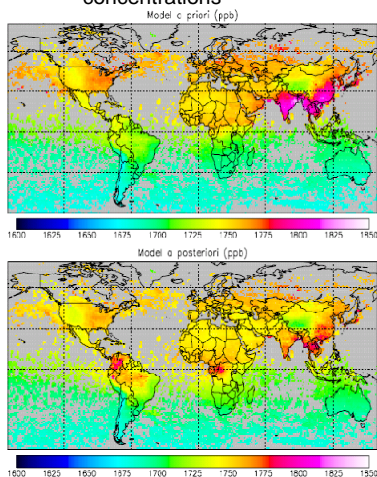 concentrations
Model a priori (ppb)
1600 1625 1650 1675 1700 1725 1750 1775 1800 1825 1850
Model a posteriori (ppb)
1600 1625 1650 1675 1700 1725 1750 1775 1800 1825 1850